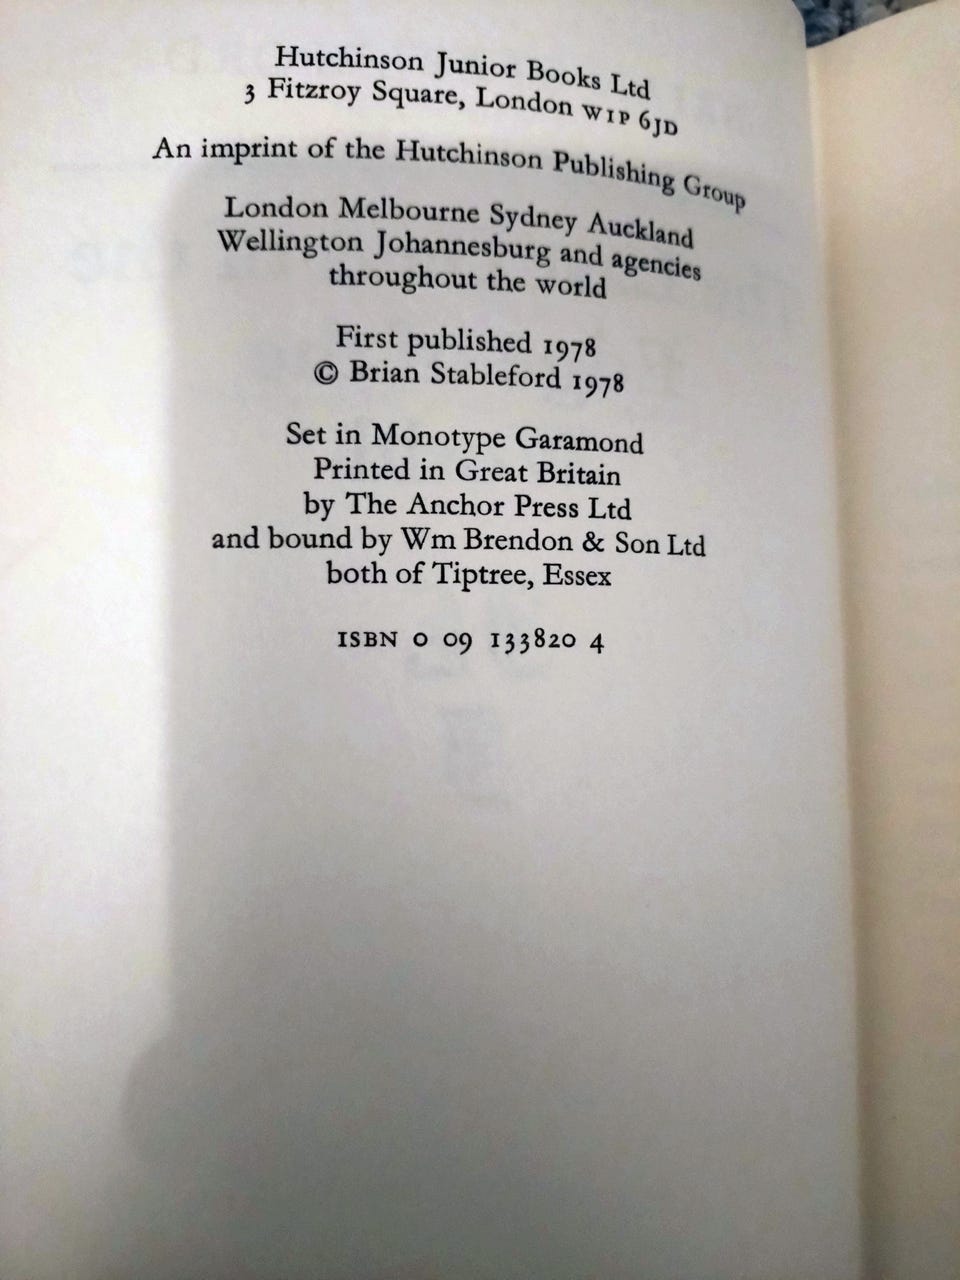 Hutchinson Junior Books Ltd
3 Fitzroy Square, London W1P 6JD
An imprint of the Hutchinson Publishing Group
London Melbourne Sydney Auckland
Wellington Johannesburg and agencies
throughout the world
First published 1978
© Brian Stableford 1978
Set in Monotype Garamond
Printed in Great Britain
by The Anchor Press Ltd
and bound by Wm Brendon & Son Ltd
both of Tiptree, Essex
ISBN 0 09 133820 4